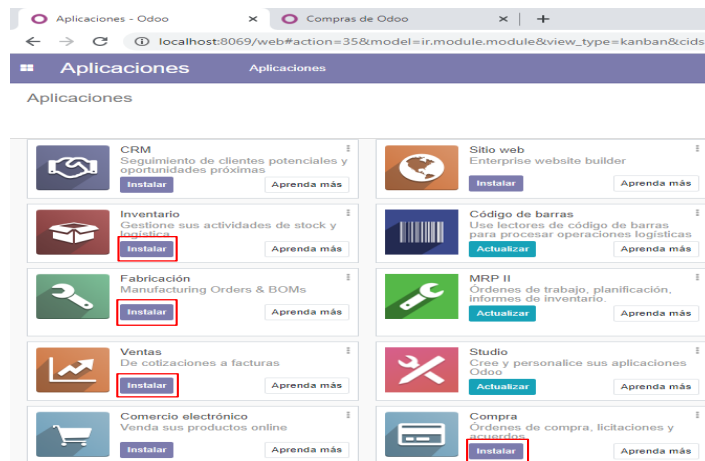 Aplicaciones - Odoo
Compras de Odoo
localhost:8069/web#action=35&model=ir.module.module&view_type=kanban&cids
Aplicaciones
Aplicaciones
Aplicaciones
CRM
Seguimiento de clientes potenciales y
oportunidades próximas
Instalar
Aprenda más
Sitio web
Enterprise website builder
Instalar
Aprenda más
Inventario
Gestione sus actividades de stock y
logística
Instalar
Aprenda más
Código de barras
Use lectores de código de barras
para procesar operaciones logísticas
Actualizar
Aprenda más
Fabricación
Manufacturing Orders & BOMs
Instalar
Aprenda más
MRP II
Órdenes de trabajo, planificación,
informes de inventario.
Actualizar
Aprenda más
Ventas
De cotizaciones a facturas
Instalar
Aprenda más
Studio
Cree y personalice sus aplicaciones
Odoo
Actualizar
Aprenda más
Comercio electrónico
Venda sus productos online
Instalar
Aprenda más
Compra
Órdenes de compra, licitaciones y
acuerdos
Instalar
Aprenda más